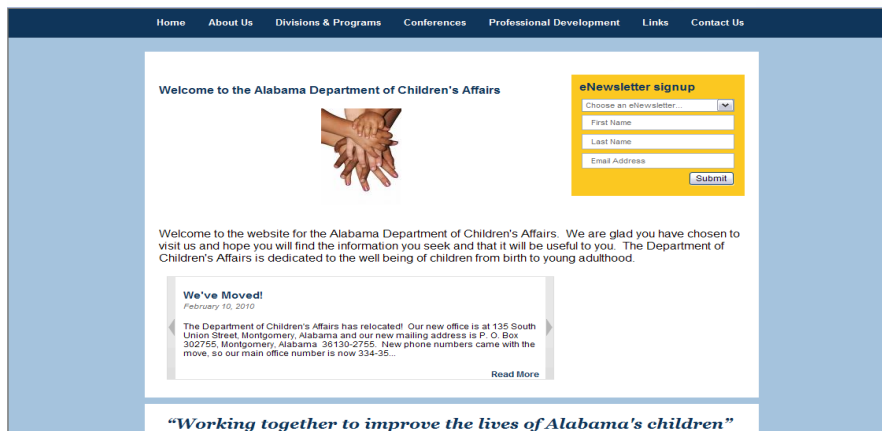 Home About Us Divisions & Programs Conferences Professional Development Links Contact Us
Welcome to the Alabama Department of Children's Affairs
eNewsletter signup
Choose an eNewsletter...
First Name
Last Name
Email Address
Submit
Welcome to the website for the Alabama Department of Children's Affairs. We are glad you have chosen to
visit us and hope you will find the information you seek and that it will be useful to you. The Department of
Children's Affairs is dedicated to the well being of children from birth to young adulthood.
We've Moved!
February 10, 2010
The Department of Children's Affairs has relocated! Our new office is at 135 South
Union Street, Montgomery, Alabama and our new mailing address is P. O. Box
302755, Montgomery, Alabama 36130-2755. New phone numbers came with the
move, so our main office number is now 334-35...
Read More
“Working together to improve the lives of Alabama's children”